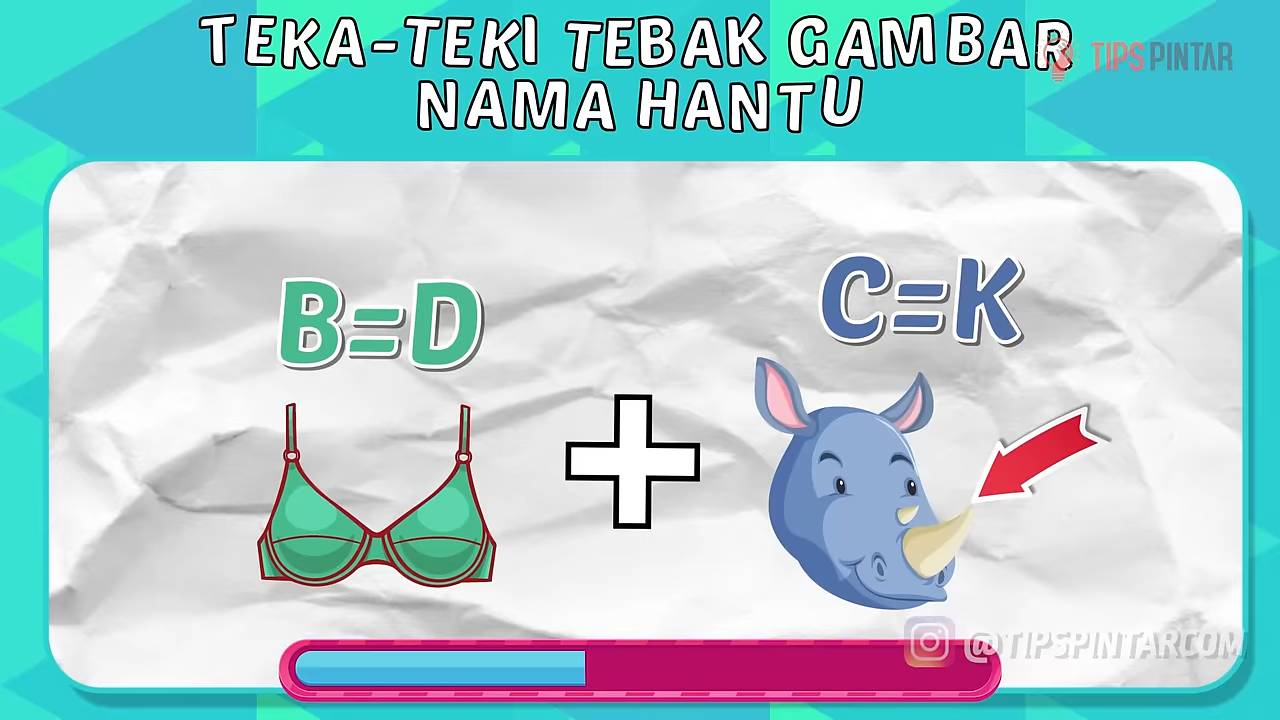 TEKA-TEKI TEBAK GAMBAR
NAMA HANTU
TIPS PINTAR
B=D
C=K
@TIPSPINTARCOM